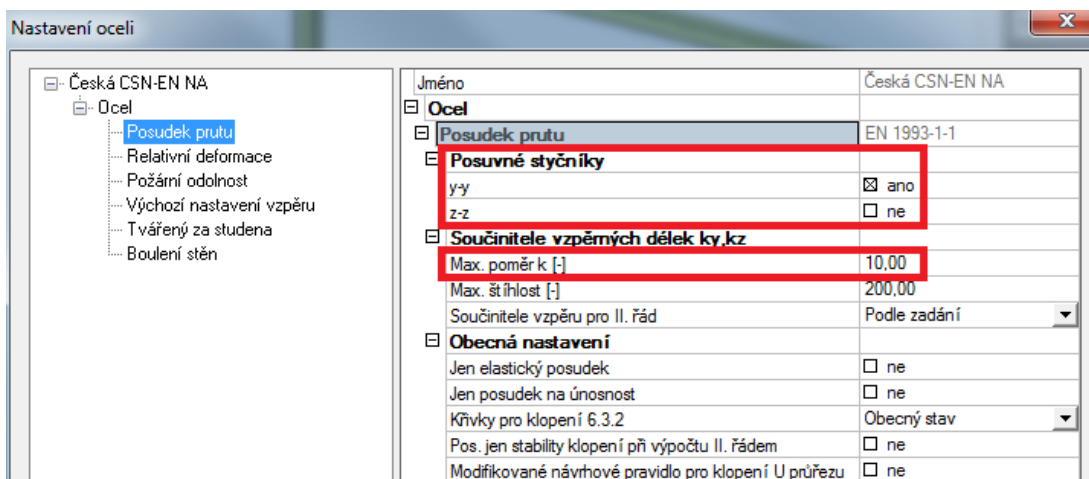 Nastavení oceli
x
Česká CSN-EN NA
Ocel
Posudek prutu
Relativní deformace
Požární odolnost
Výchozí nastavení vzpěru
Tvářený za studena
Boulení stěn
Jméno Česká CSN-EN NA
Ocel
Posudek prutu EN 1993-1-1
Posuvné styčníky
y-y ano
z-z ne
Součinitele vzpěrných délek ky,kz
Max. poměr k [-] 10,00
Max. štíhlost [-] 200,00
Součinitele vzpěru pro II. řád Podle zadání
Obecná nastavení
Jen elastický posudek ne
Jen posudek na únosnost ne
Křivky pro klopení 6.3.2 Obecný stav
Pos. jen stability klopení při výpočtu II. řádem ne
Modifikované návrhové pravidlo pro klopení U průřezu ne